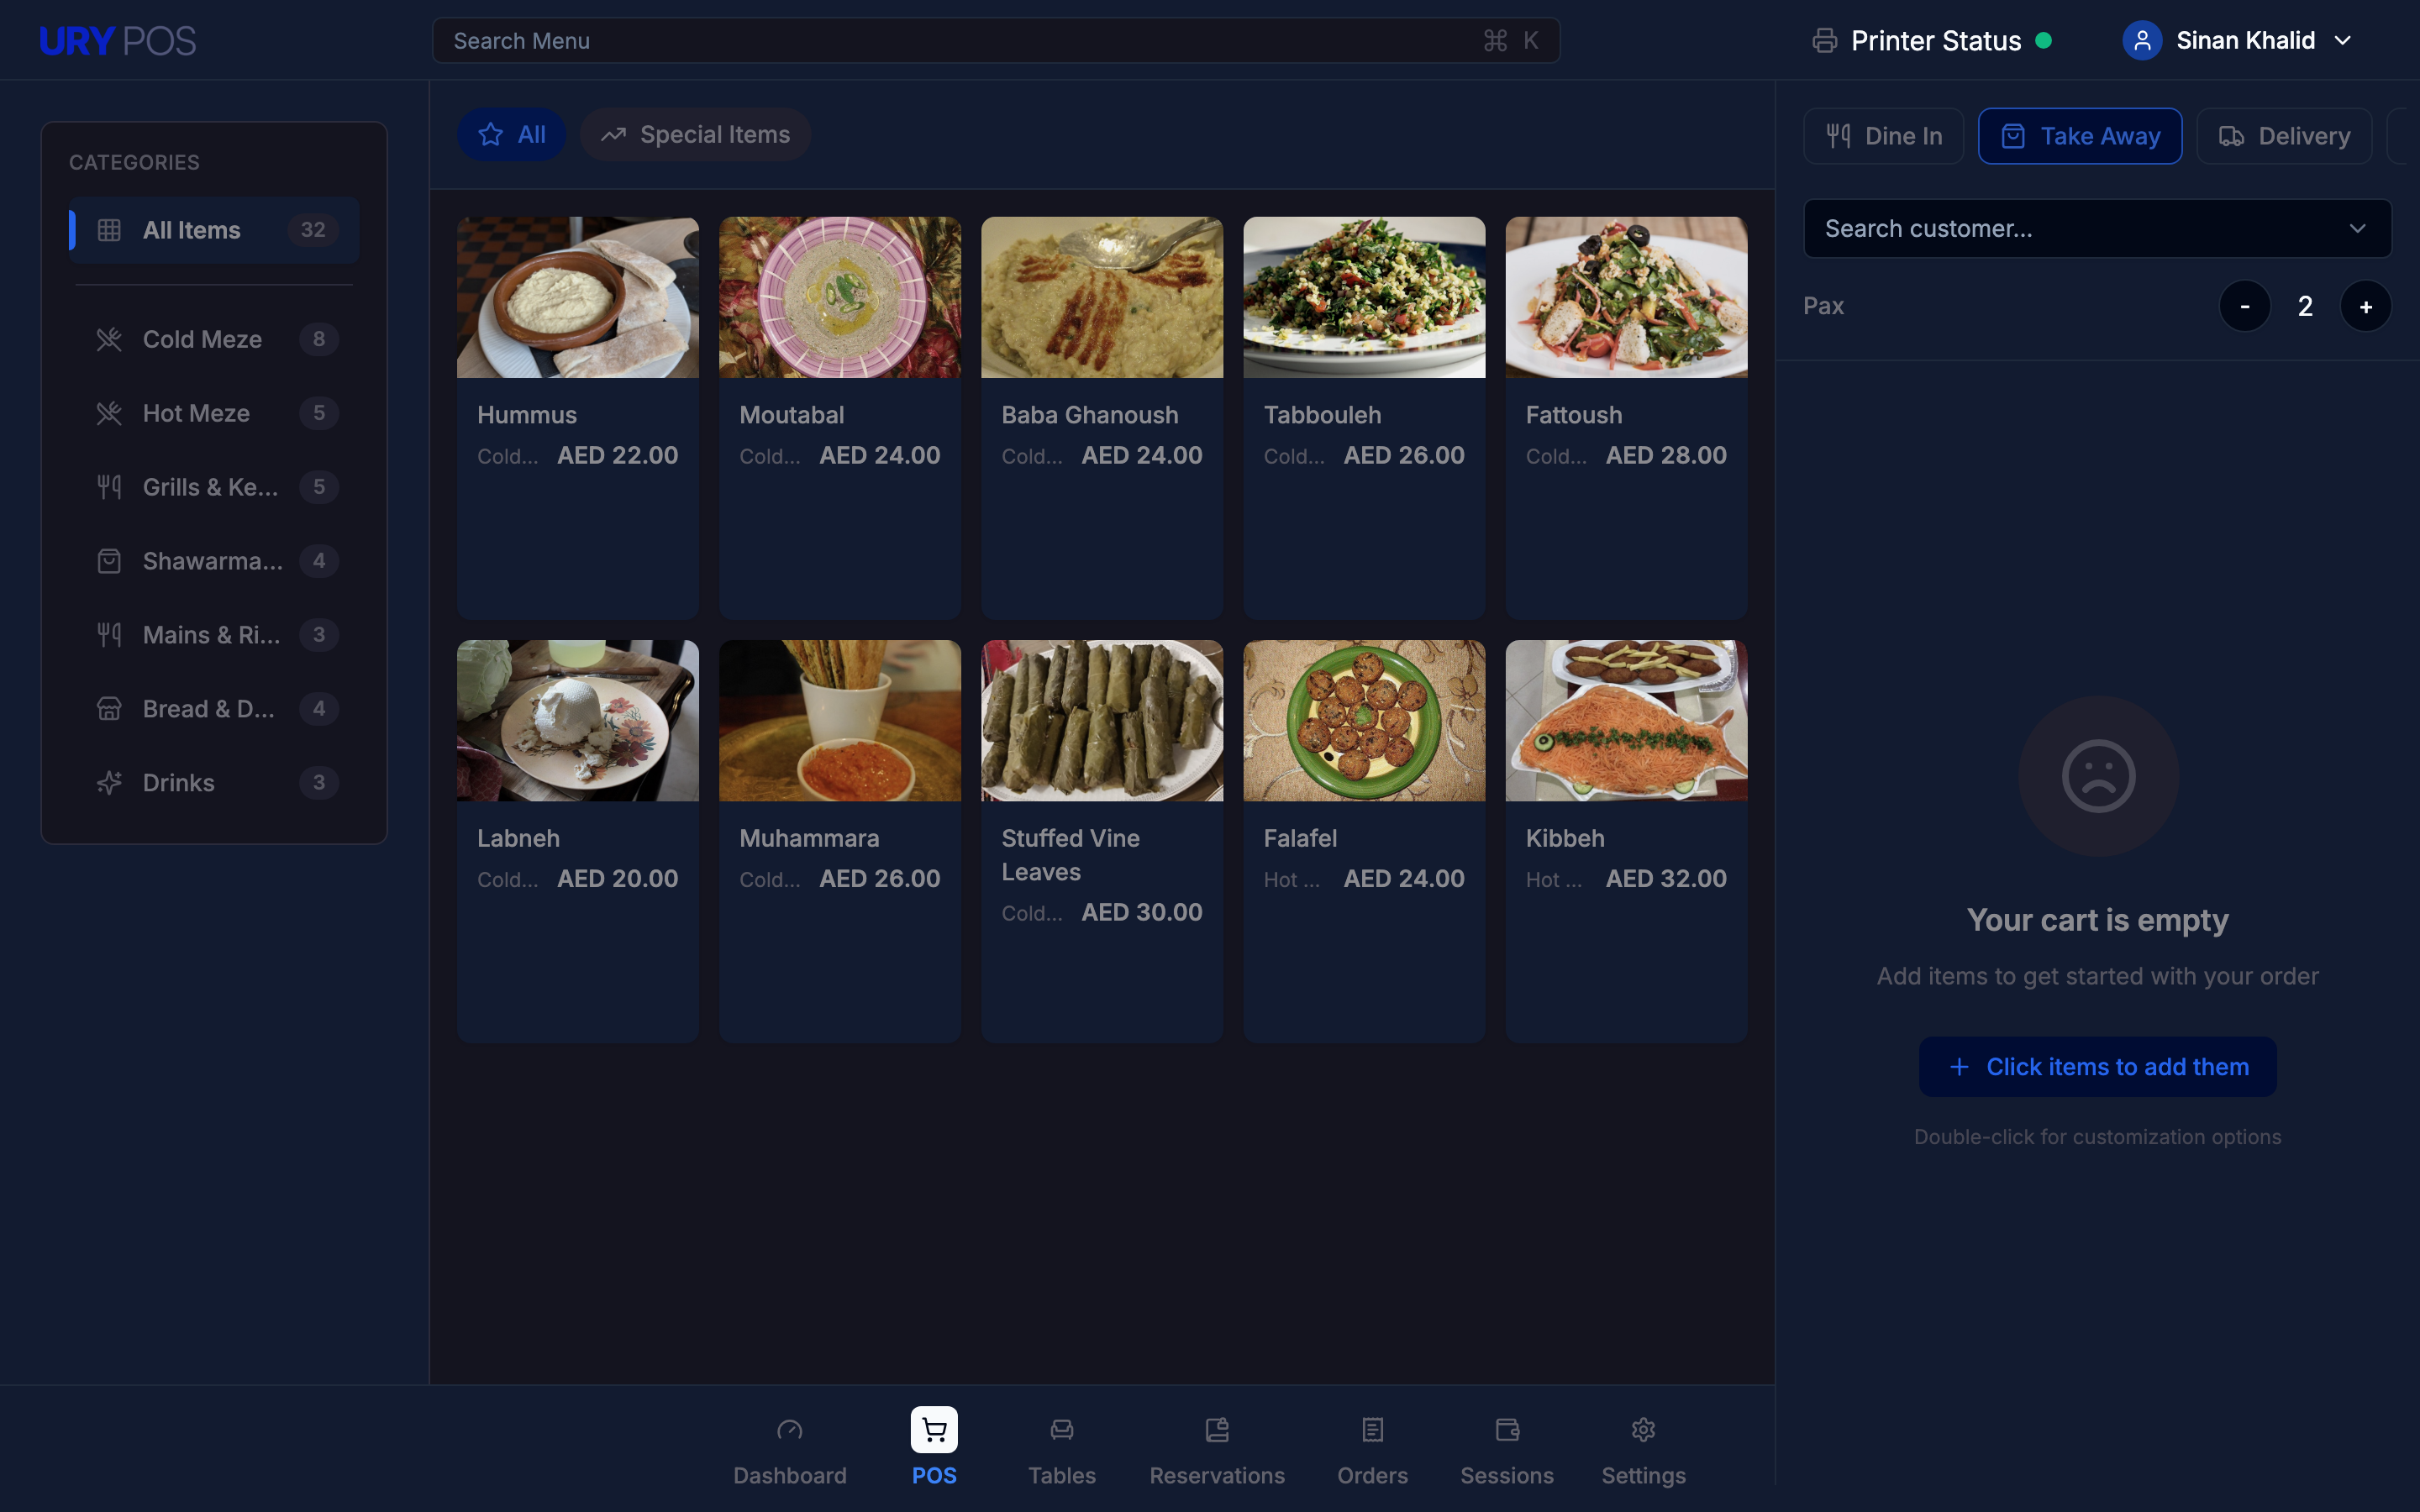 URY POS
Search Menu
⌘ K
Printer Status
Sinan Khalid
CATEGORIES
All Items 32
Cold Meze 8
Hot Meze 5
Grills & Ke... 5
Shawarma... 4
Mains & Ri... 3
Bread & D... 4
Drinks 3
All
Special Items
Hummus
Cold... AED 22.00
Moutabal
Cold... AED 24.00
Baba Ghanoush
Cold... AED 24.00
Tabbouleh
Cold... AED 26.00
Fattoush
Cold... AED 28.00
Labneh
Cold... AED 20.00
Muhammara
Cold... AED 26.00
Stuffed Vine
Leaves
Cold... AED 30.00
Falafel
Hot ... AED 24.00
Kibbeh
Hot ... AED 32.00
Dine In
Take Away
Delivery
Search customer...
Pax - 2 +
Your cart is empty
Add items to get started with your order
Click items to add them
Double-click for customization options
Dashboard
POS
Tables
Reservations
Orders
Sessions
Settings